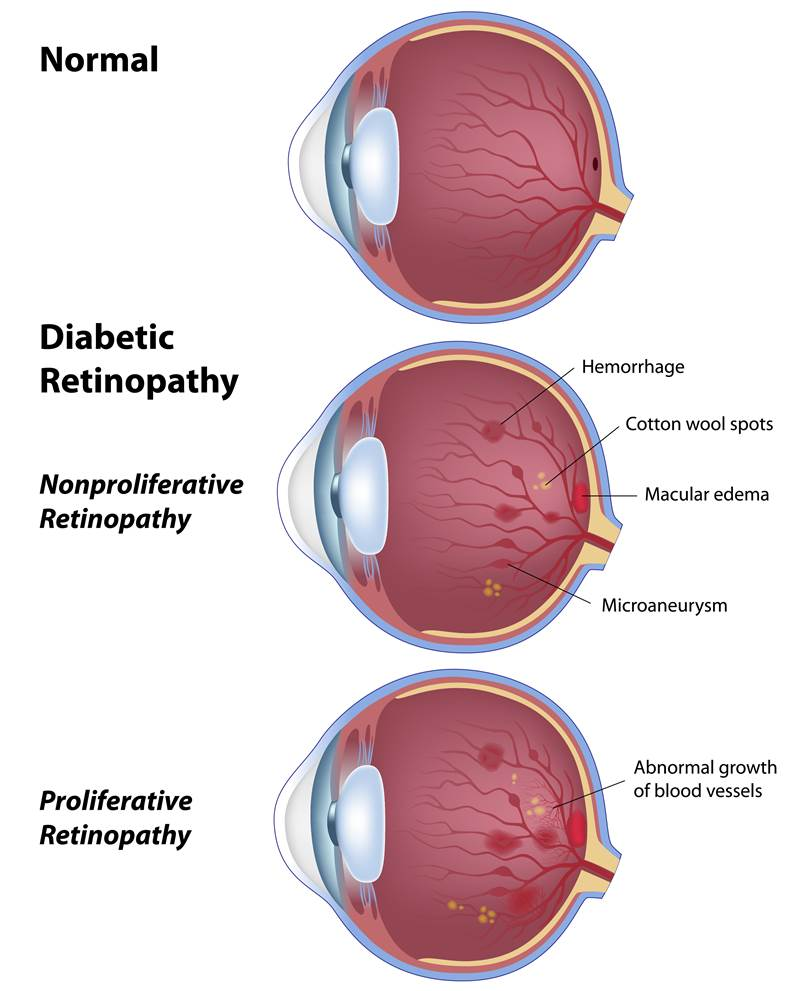 Normal
Diabetic
Retinopathy
Nonproliferative
Retinopathy
Hemorrhage
Cotton wool spots
Macular edema
Microaneurysm
Proliferative
Retinopathy
Abnormal growth
of blood vessels